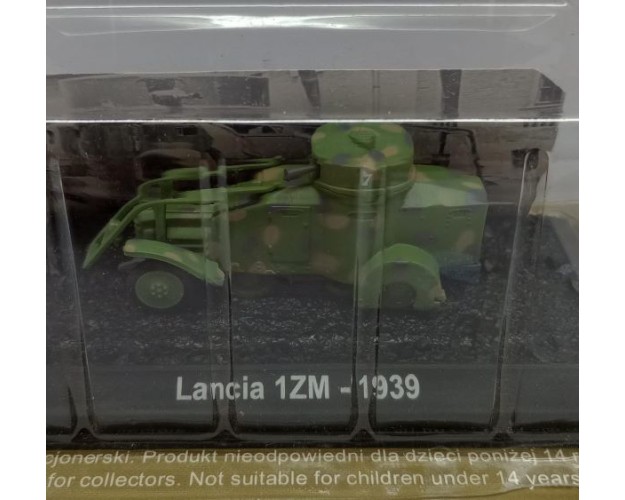 Lancia 1ZM - 1939
cjonerski. Produkt nieodpowiedni dla dzieci poniżej 14 r
for collectors. Not suitable for children under 14 years